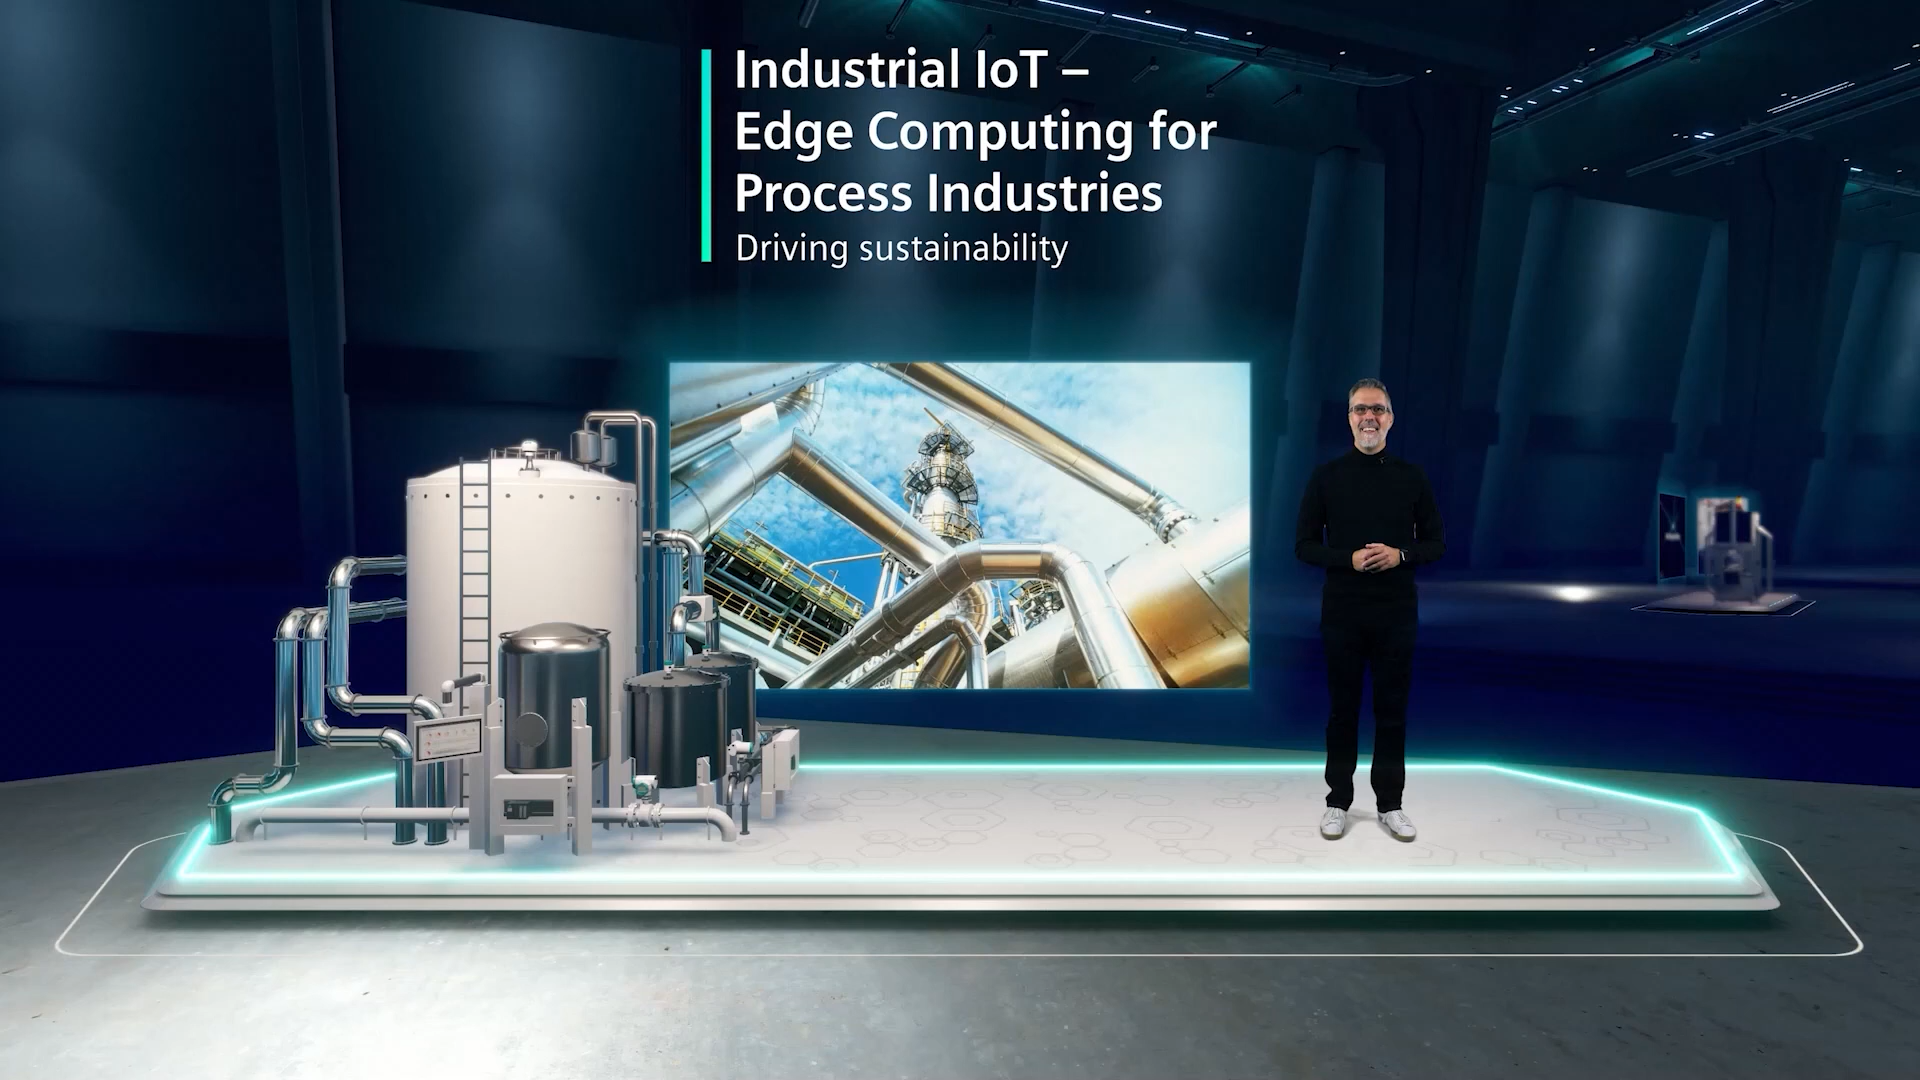 Industrial IoT –
Edge Computing for
Process Industries
Driving sustainability